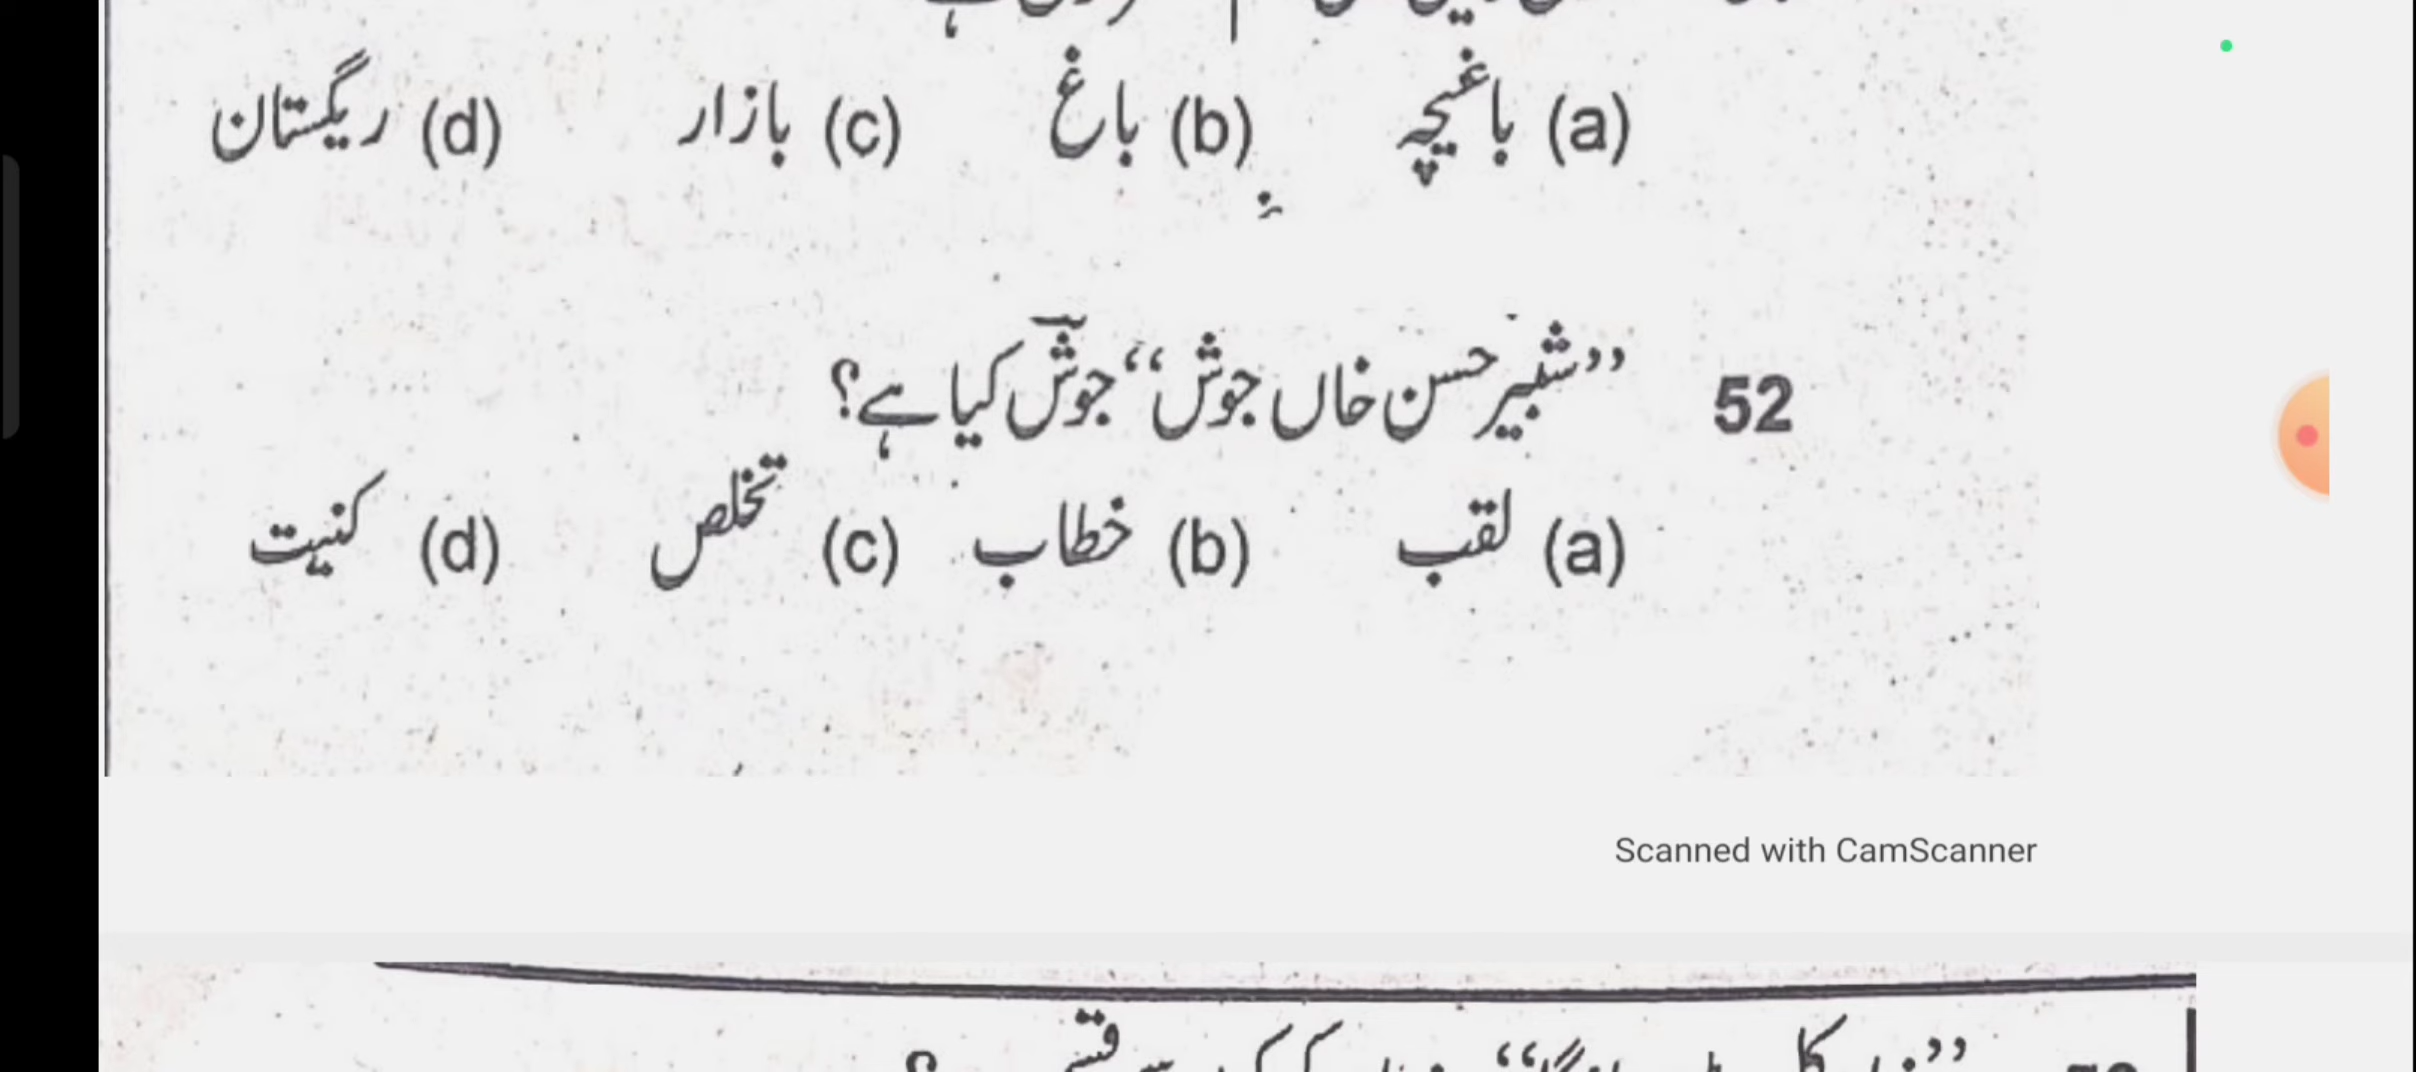 (a) باغیچہ (b) باغ (c) بازار (d) ریگستان
52 ”شبیر حسن خاں جوش“ جوشؔ کیا ہے؟
(a) لقب (b) خطاب (c) تخلص (d) کنیت
Scanned with CamScanner